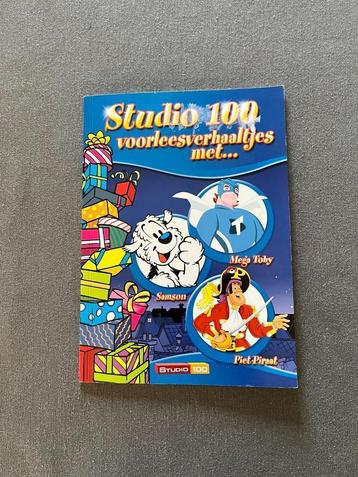 Studio 100
voorleesverhaaltjes
met...
Mega Toby
Samson
Piet Piraat
STUDIO 100